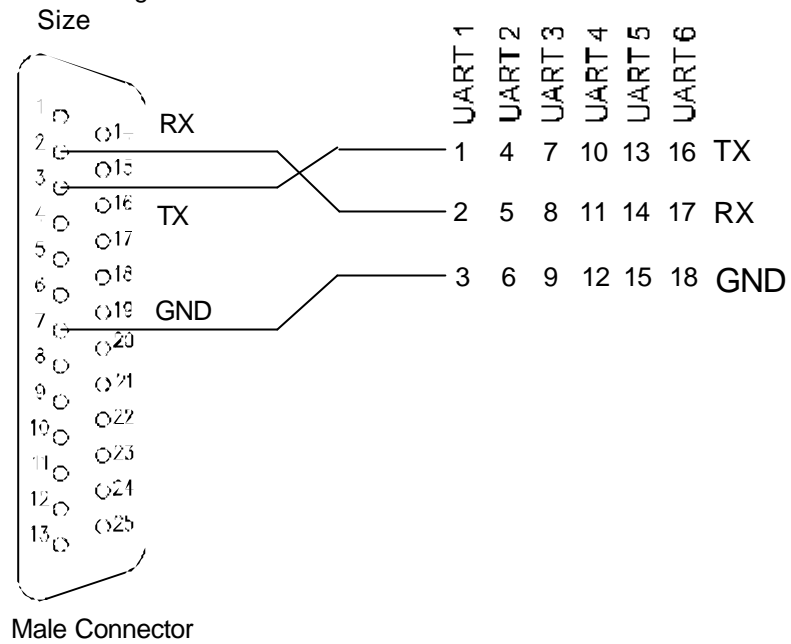 Size
UART 1
UART 2
UART 3
UART 4
UART 5
UART 6
1
2
3
5
6
7
8
9
10
11
12
13
15
16
17
18
19
20
21
22
23
24
25
RX
TX
GND
1 4 7 10 13 16 TX
2 5 8 11 14 17 RX
3 6 9 12 15 18 GND
Male Connector